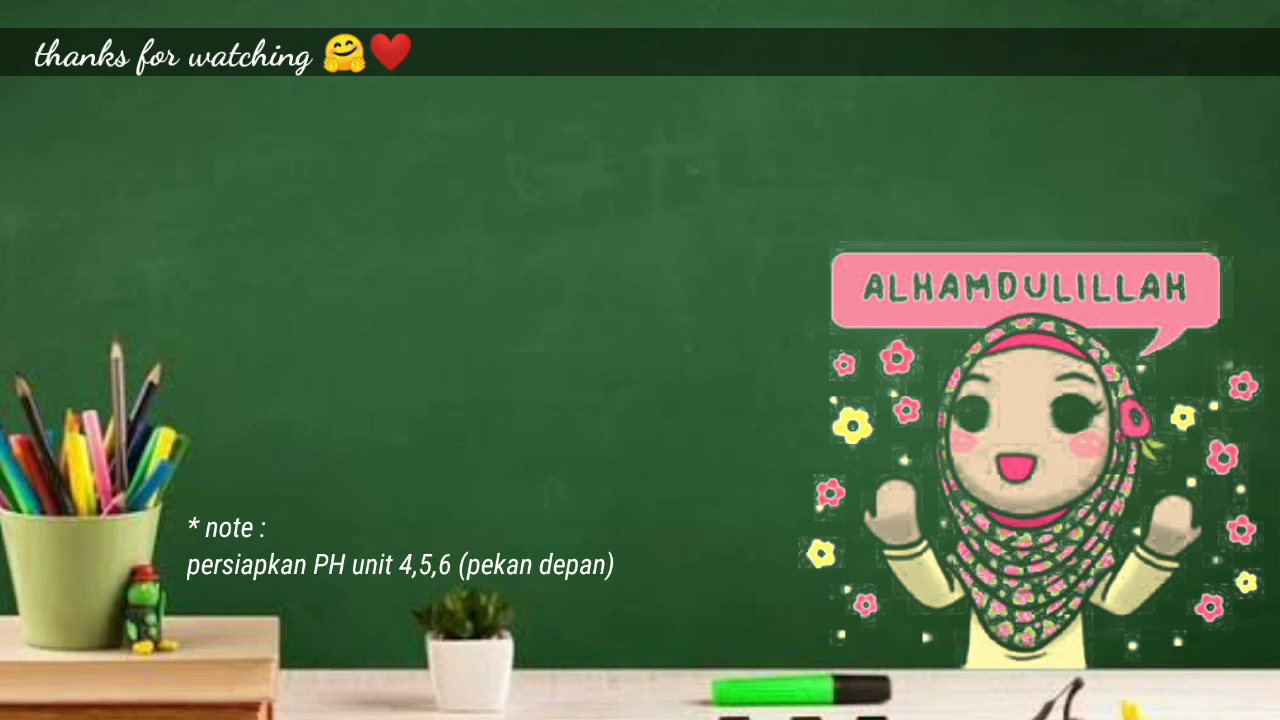 thanks for watching 🤗❤️
ALHAMDULILLAH
* note :
persiapkan PH unit 4,5,6 (pekan depan)